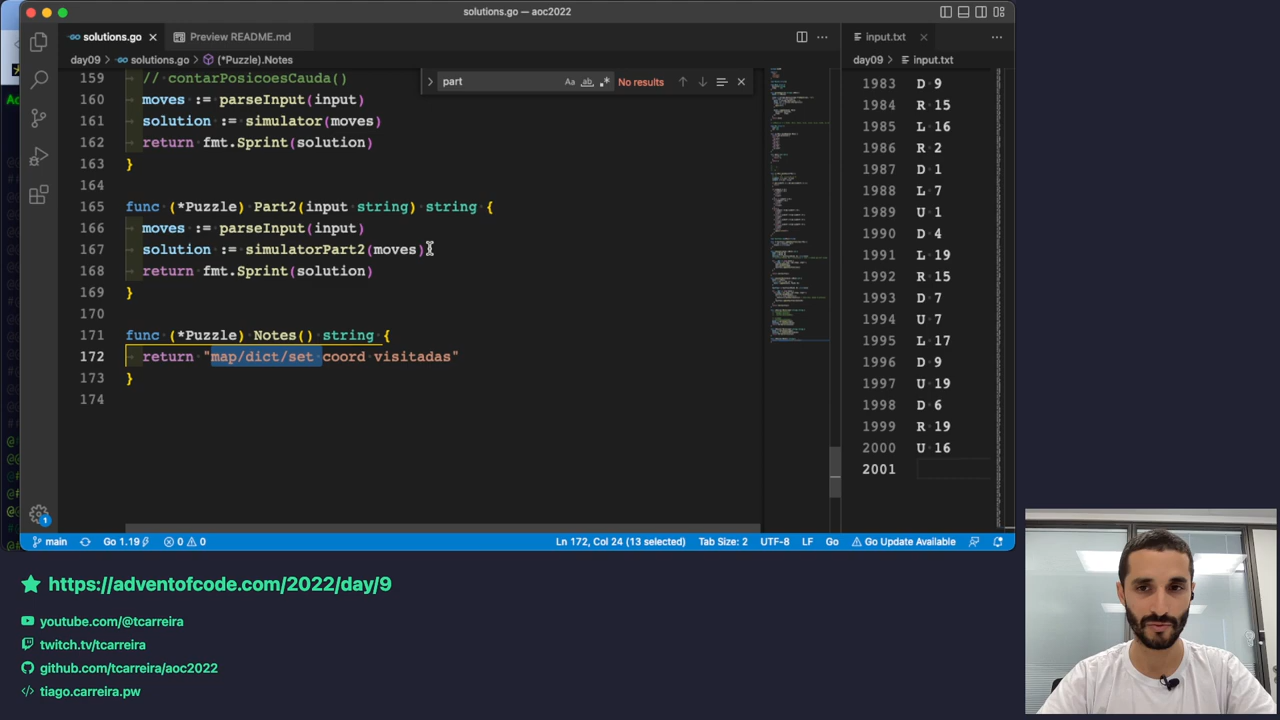 solutions.go — aoc2022
solutions.go
Preview README.md
input.txt
day09 > solutions.go > (*Puzzle).Notes
day09 > input.txt
part
Aa
ab
No results
159 // contarPosicoesCauda()
160 moves := parseInput(input)
161 solution := simulator(moves)
162 return fmt.Sprint(solution)
163 }
164
165 func (*Puzzle) Part2(input string) string {
166 moves := parseInput(input)
167 solution := simulatorPart2(moves)
168 return fmt.Sprint(solution)
169 }
170
171 func (*Puzzle) Notes() string {
172 return "map/dict/set coord visitadas"
173 }
174
1983 D 9
1984 R 15
1985 L 16
1986 R 2
1987 D 1
1988 L 7
1989 U 1
1990 D 4
1991 L 19
1992 R 15
1993 D 7
1994 U 7
1995 L 17
1996 D 9
1997 U 19
1998 D 6
1999 R 19
2000 U 16
2001
1
main
Go 1.19
0 0
Ln 172, Col 24 (13 selected)
Tab Size: 2
UTF-8
LF
Go
Go Update Available
https://adventofcode.com/2022/day/9
youtube.com/@tcarreira
twitch.tv/tcarreira
github.com/tcarreira/aoc2022
tiago.carreira.pw